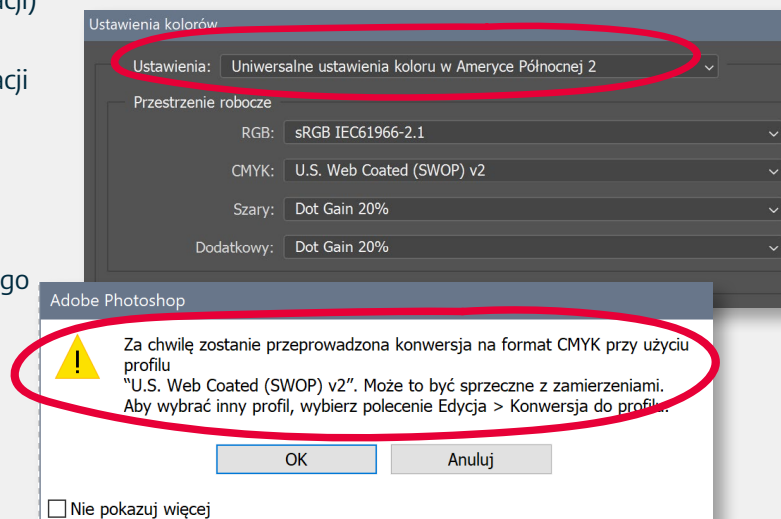 acji)
Ustawienia kolorów
Ustawienia: Uniwersalne ustawienia koloru w Ameryce Północnej 2
acji
Przestrzenie robocze
RGB: sRGB IEC61966-2.1
CMYK: U.S. Web Coated (SWOP) v2
Szary: Dot Gain 20%
Dodatkowy: Dot Gain 20%
go
Adobe Photoshop
Za chwilę zostanie przeprowadzona konwersja na format CMYK przy użyciu
profilu
“U.S. Web Coated (SWOP) v2”. Może to być sprzeczne z zamierzeniami.
Aby wybrać inny profil, wybierz polecenie Edycja > Konwersja do profilu.
OK Anuluj
Nie pokazuj więcej